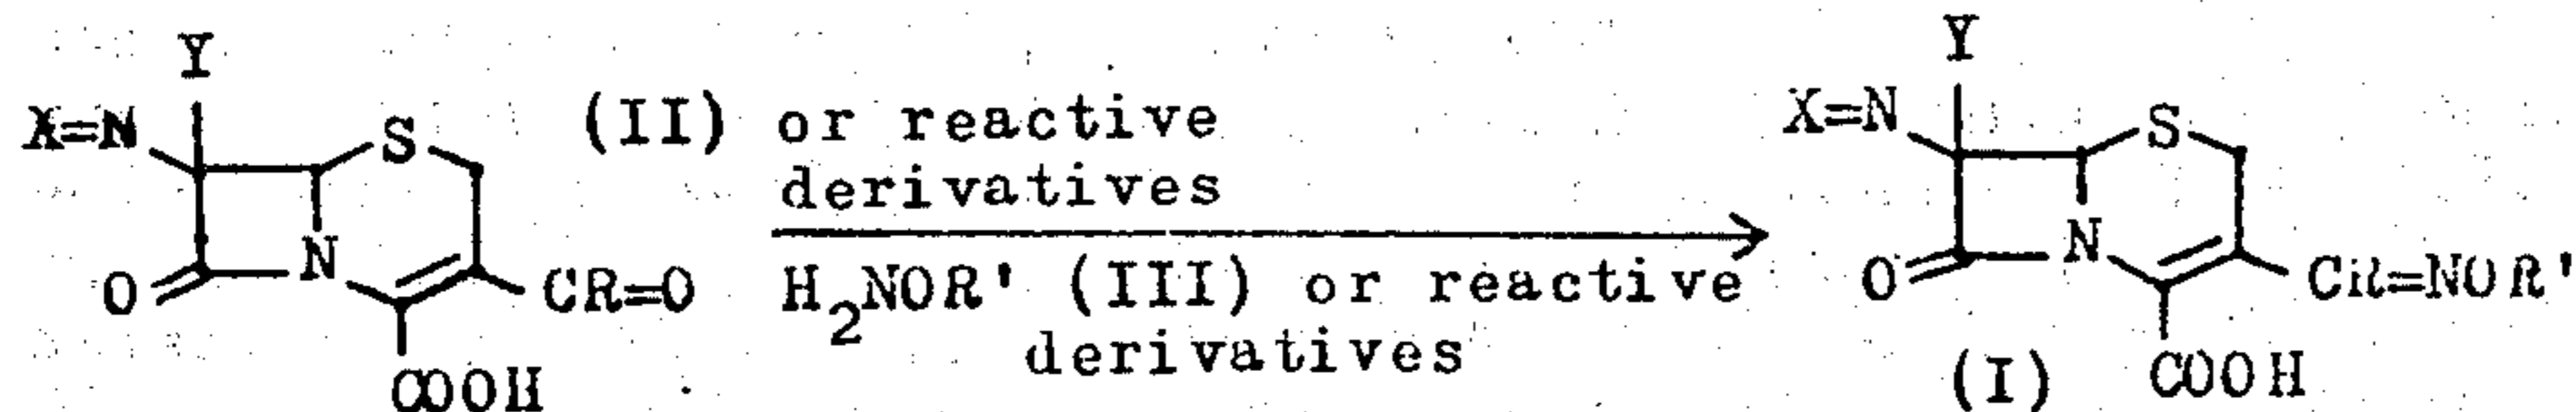 Y
X=N
S
N
O
CR=O
COOH
(II) or reactive
derivatives
H₂NOR' (III) or reactive
derivatives
Y
X=N
S
N
O
CR=NOR'
(I)
COOH